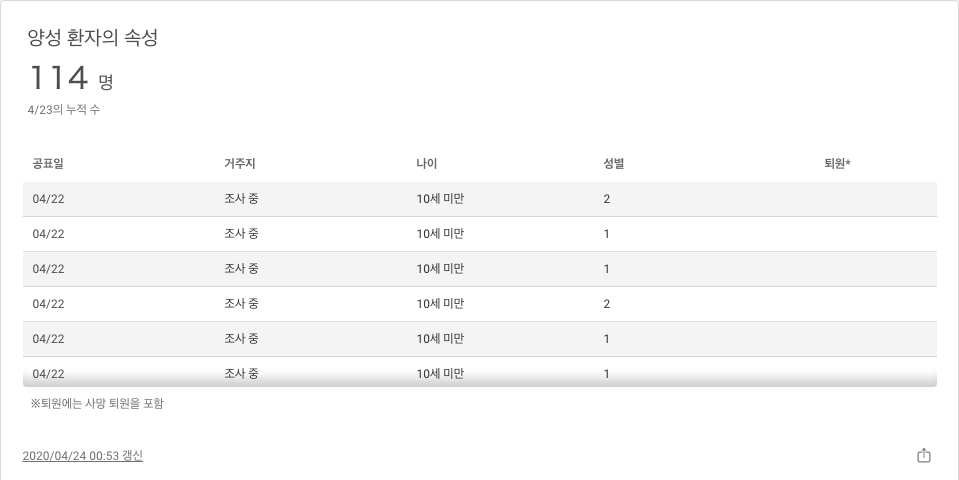 양성 환자의 속성
114 명
4/23의 누적 수
공표일 거주지 나이 성별 퇴원*
04/22 조사 중 10세 미만 2
04/22 조사 중 10세 미만 1
04/22 조사 중 10세 미만 1
04/22 조사 중 10세 미만 2
04/22 조사 중 10세 미만 1
04/22 조사 중 10세 미만 1
※퇴원에는 사망 퇴원을 포함
2020/04/24 00:53 갱신